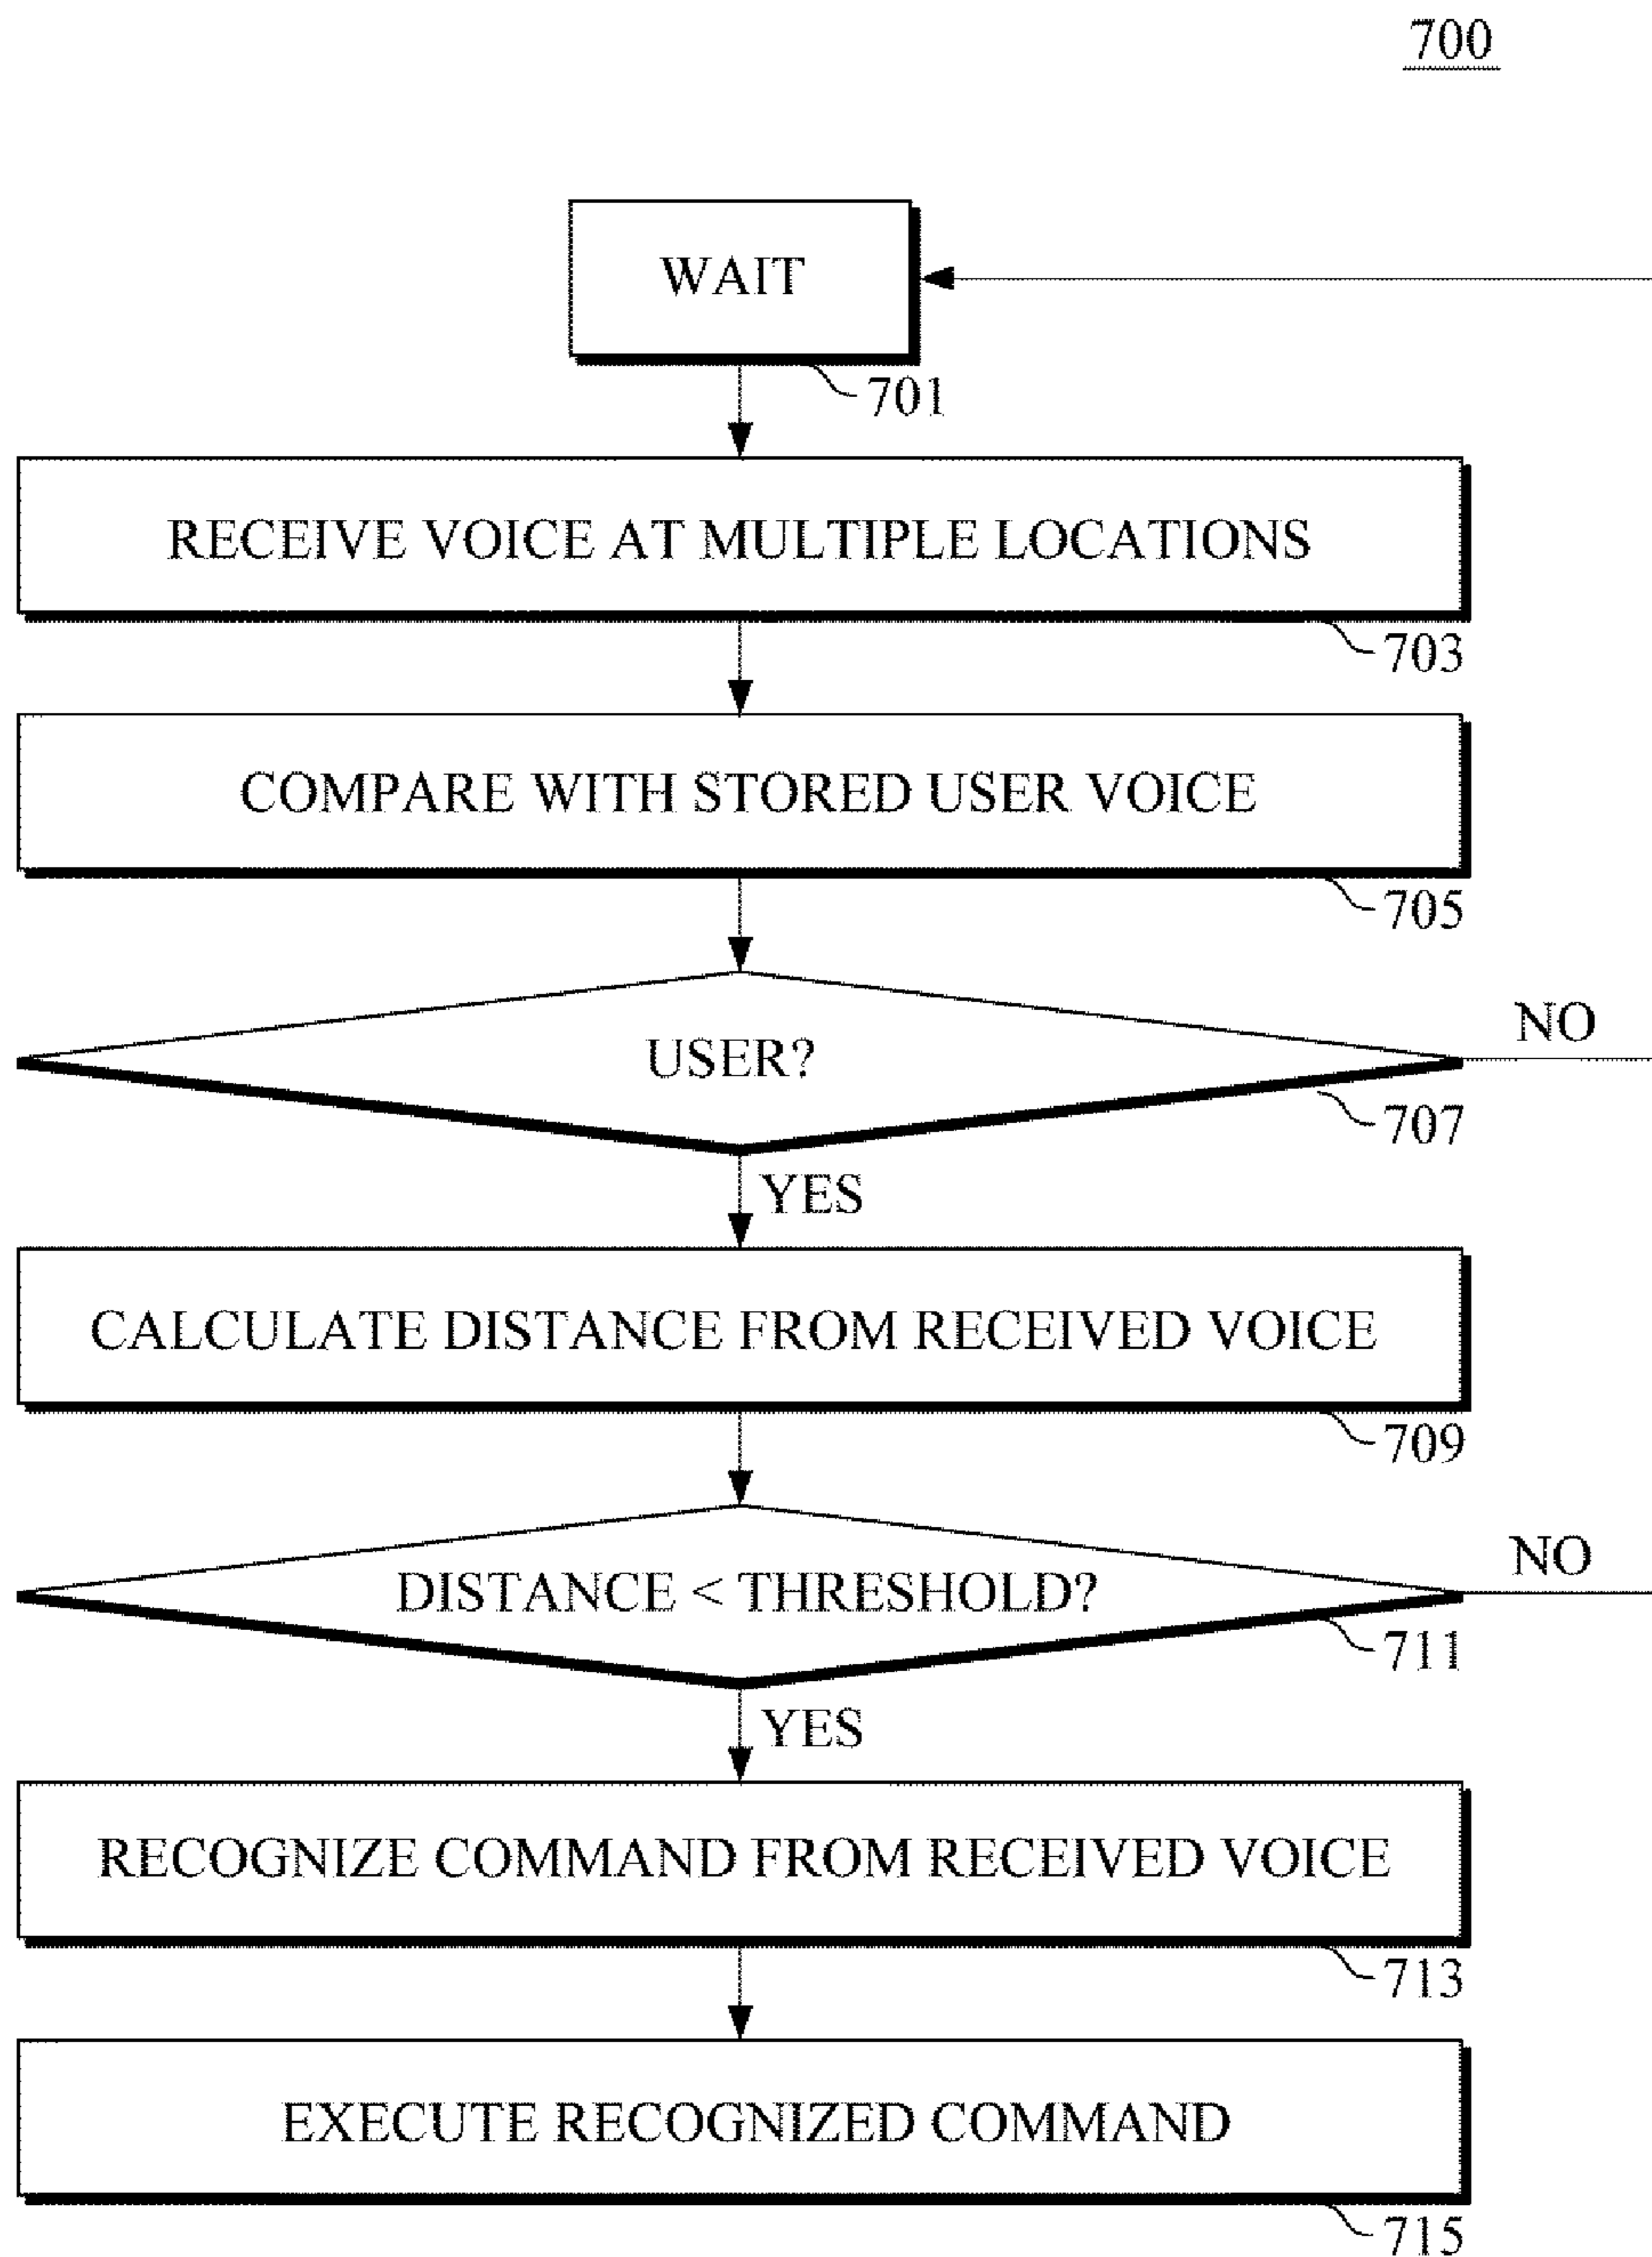 700
WAIT
701
RECEIVE VOICE AT MULTIPLE LOCATIONS
703
COMPARE WITH STORED USER VOICE
705
USER?
NO
707
YES
CALCULATE DISTANCE FROM RECEIVED VOICE
709
DISTANCE < THRESHOLD?
NO
711
YES
RECOGNIZE COMMAND FROM RECEIVED VOICE
713
EXECUTE RECOGNIZED COMMAND
715